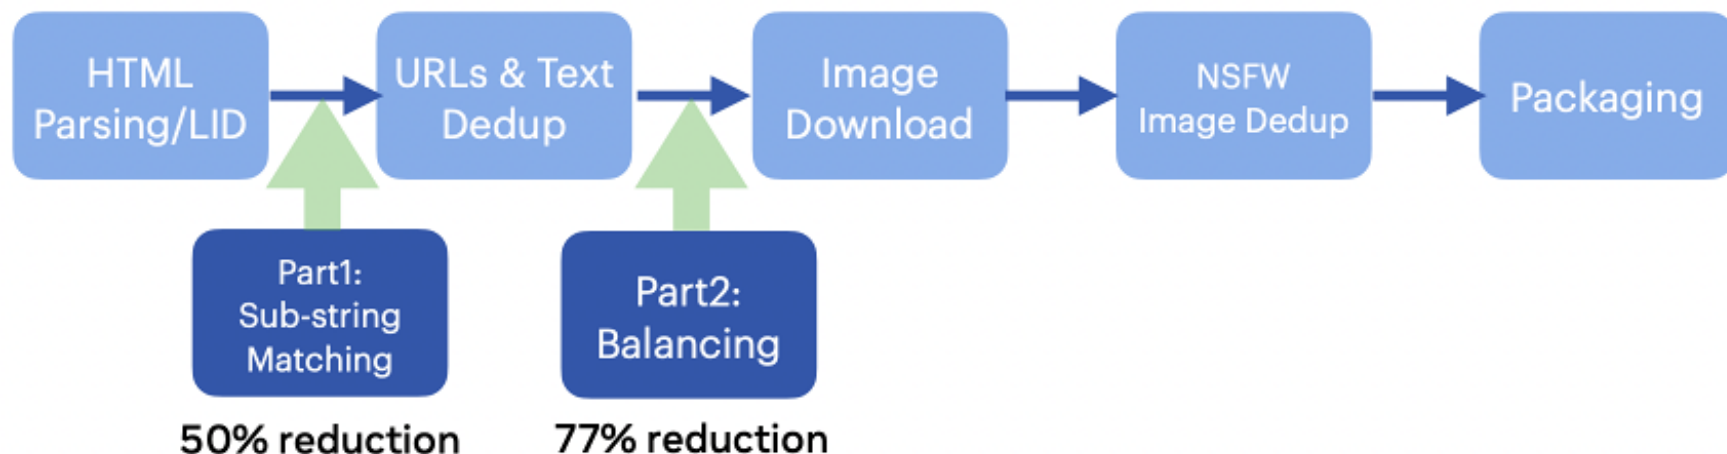 HTML
Parsing/LID
URLs & Text
Dedup
Image
Download
NSFW
Image Dedup
Packaging
Part1:
Sub-string
Matching
Part2:
Balancing
50% reduction
77% reduction